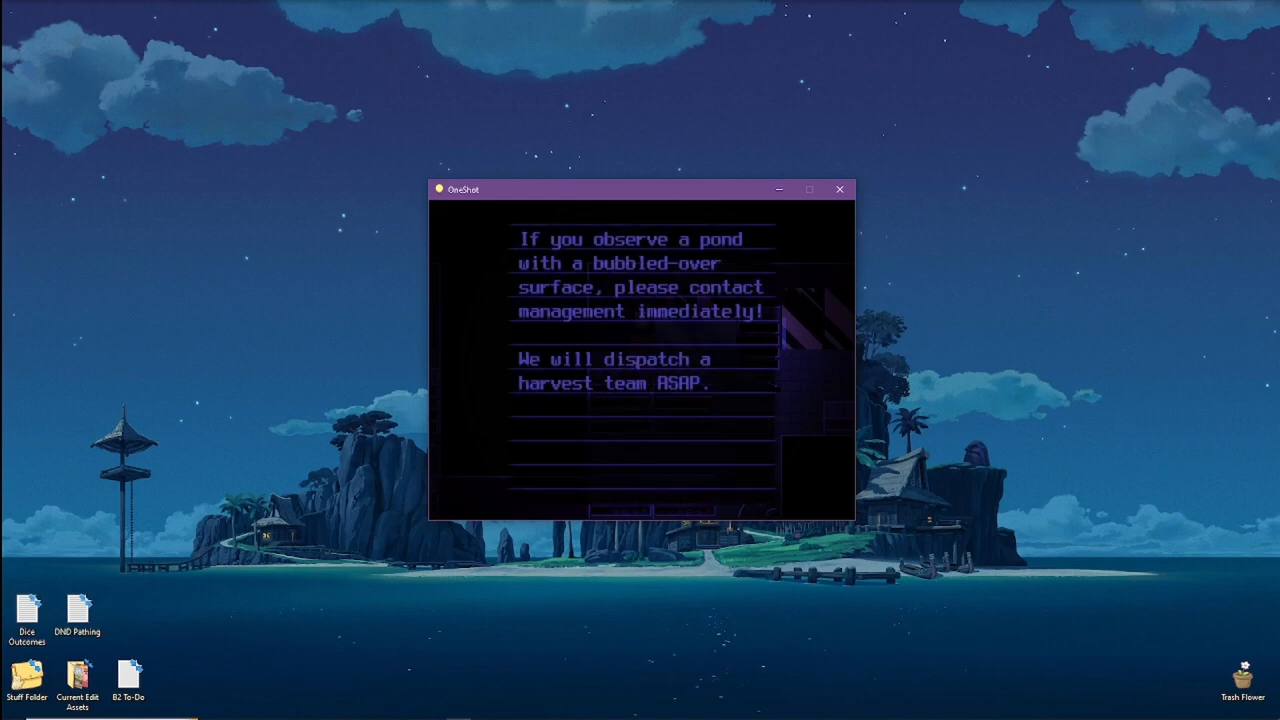 OneShot
If you observe a pond
with a bubbled-over
surface, please contact
management immediately!
We will dispatch a
harvest team ASAP.
Dice
Outcomes
DND Pathing
Stuff Folder
Current Edit
Assets
B2 To-Do
Trash Flower